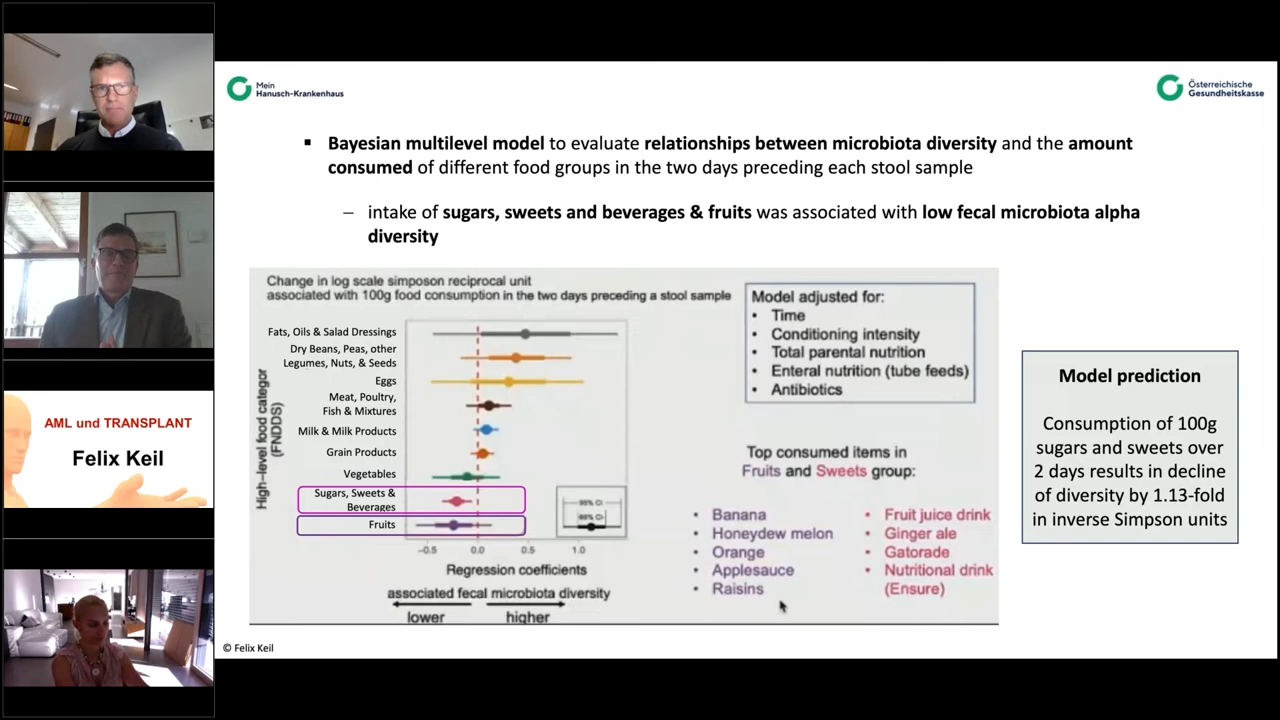 Mein
Hanusch-Krankenhaus
Österreichische
Gesundheitskasse
▪ Bayesian multilevel model to evaluate relationships between microbiota diversity and the amount
consumed of different food groups in the two days preceding each stool sample
– intake of sugars, sweets and beverages & fruits was associated with low fecal microbiota alpha
diversity
Change in log scale simposon reciprocal unit
associated with 100g food consumption in the two days preceding a stool sample
High-level food categor
(FNDDS)
Fats, Oils & Salad Dressings
Dry Beans, Peas, other
Legumes, Nuts, & Seeds
Eggs
Meat, Poultry,
Fish & Mixtures
Milk & Milk Products
Grain Products
Vegetables
Sugars, Sweets &
Beverages
Fruits
95% CI
66% CI
-0.5 0.0 0.5 1.0
Regression coefficients
associated fecal microbiota diversity
lower higher
Model adjusted for:
• Time
• Conditioning intensity
• Total parental nutrition
• Enteral nutrition (tube feeds)
• Antibiotics
Top consumed items in
Fruits and Sweets group:
• Banana
• Honeydew melon
• Orange
• Applesauce
• Raisins
• Fruit juice drink
• Ginger ale
• Gatorade
• Nutritional drink
(Ensure)
Model prediction
Consumption of 100g
sugars and sweets over
2 days results in decline
of diversity by 1.13-fold
in inverse Simpson units
© Felix Keil
AML und TRANSPLANT
Felix Keil